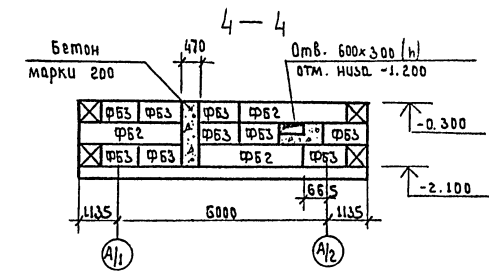 4—4
Бетон
марки 200
470
Отв. 600х300 (h)
отм. низа -1.200
ФБ3 ФБ3 ФБ3 ФБ2
-0.300
ФБ2 ФБ3 ФБ3 ФБ3
ФБ3 ФБ3 ФБ2 ФБ3
-2.100
665
1135 6000 1135
А/1 А/2